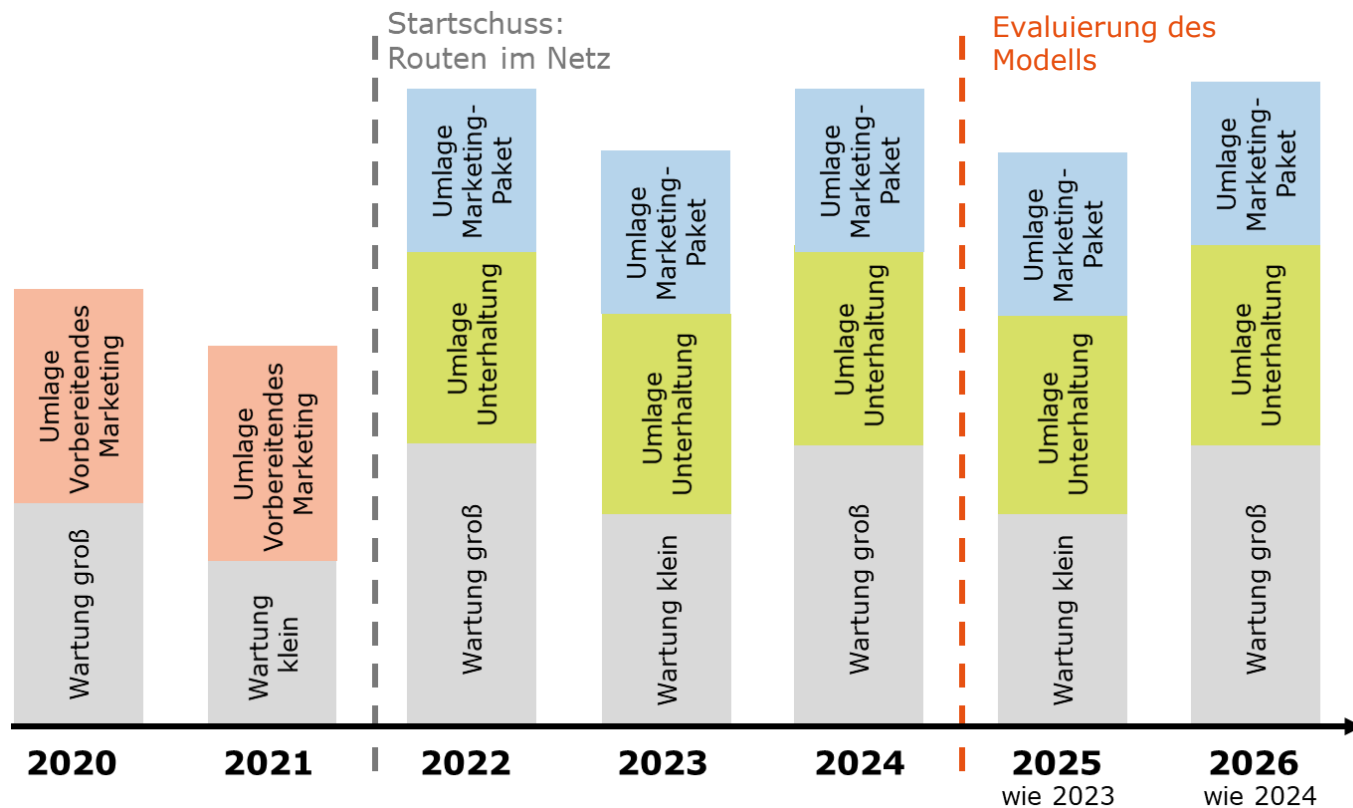 Startschuss:
Routen im Netz
Evaluierung des
Modells
Umlage
Vorbereitendes
Marketing
Wartung groß
Umlage
Vorbereitendes
Marketing
Wartung
klein
Umlage
Marketing-
Paket
Umlage
Unterhaltung
Wartung groß
Umlage
Marketing-
Paket
Umlage
Unterhaltung
Wartung klein
Umlage
Marketing-
Paket
Umlage
Unterhaltung
Wartung groß
Umlage
Marketing-
Paket
Umlage
Unterhaltung
Wartung klein
Umlage
Marketing-
Paket
Umlage
Unterhaltung
Wartung groß
2020
2021
2022
2023
2024
2025
wie 2023
2026
wie 2024